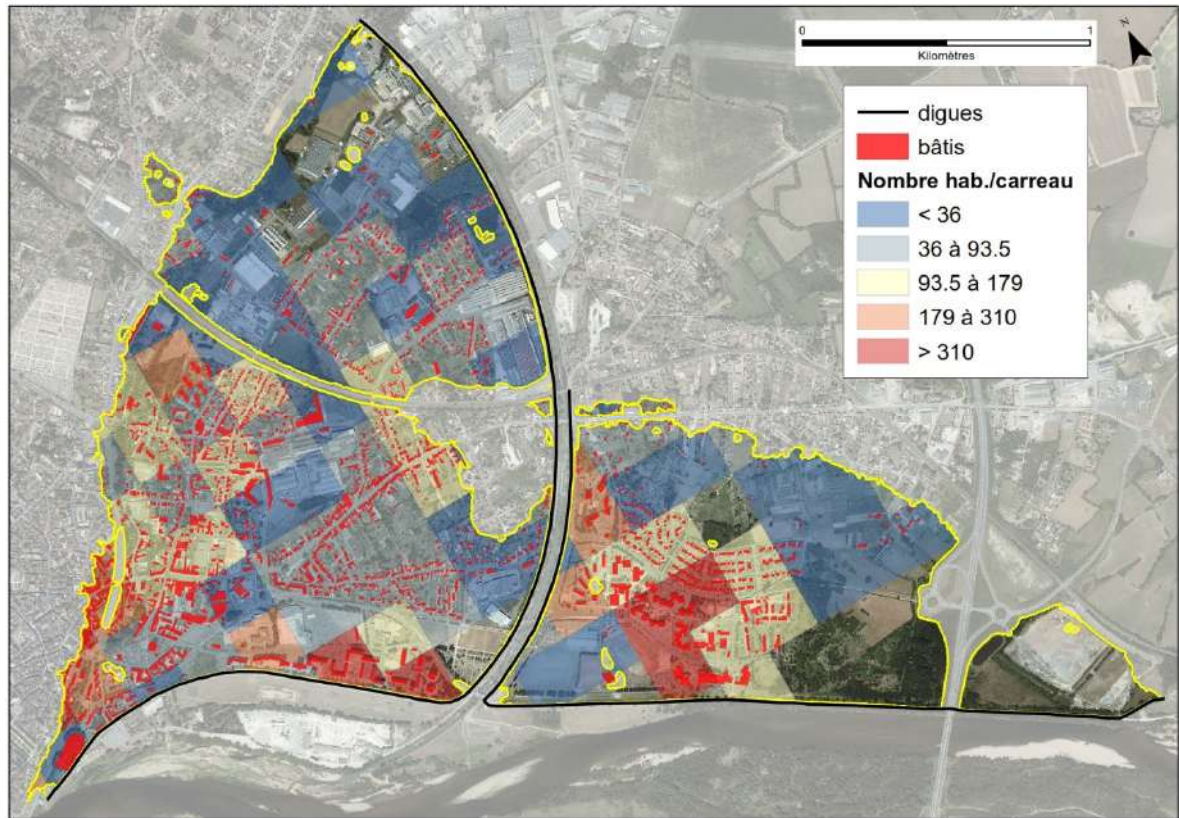 0 1
Kilomètres
N
digues
bâtis
Nombre hab./carreau
< 36
36 à 93.5
93.5 à 179
179 à 310
> 310